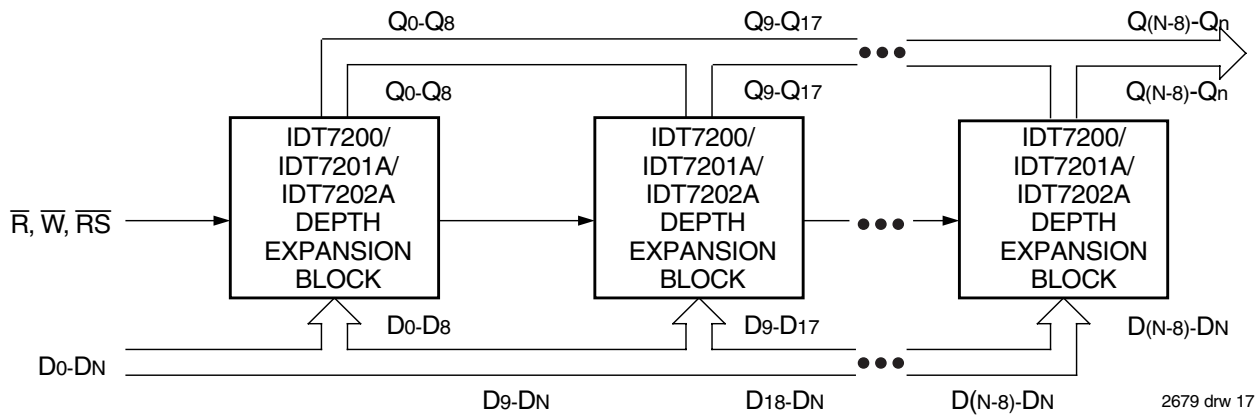 Q0-Q8 Q9-Q17 Q(N-8)-Qn
Q0-Q8 Q9-Q17 Q(N-8)-Qn
IDT7200/
IDT7201A/
IDT7202A
DEPTH
EXPANSION
BLOCK
IDT7200/
IDT7201A/
IDT7202A
DEPTH
EXPANSION
BLOCK
IDT7200/
IDT7201A/
IDT7202A
DEPTH
EXPANSION
BLOCK
R̅, W̅, R̅S̅
D0-D8 D9-D17 D(N-8)-DN
D0-DN
D9-DN D18-DN D(N-8)-DN
2679 drw 17